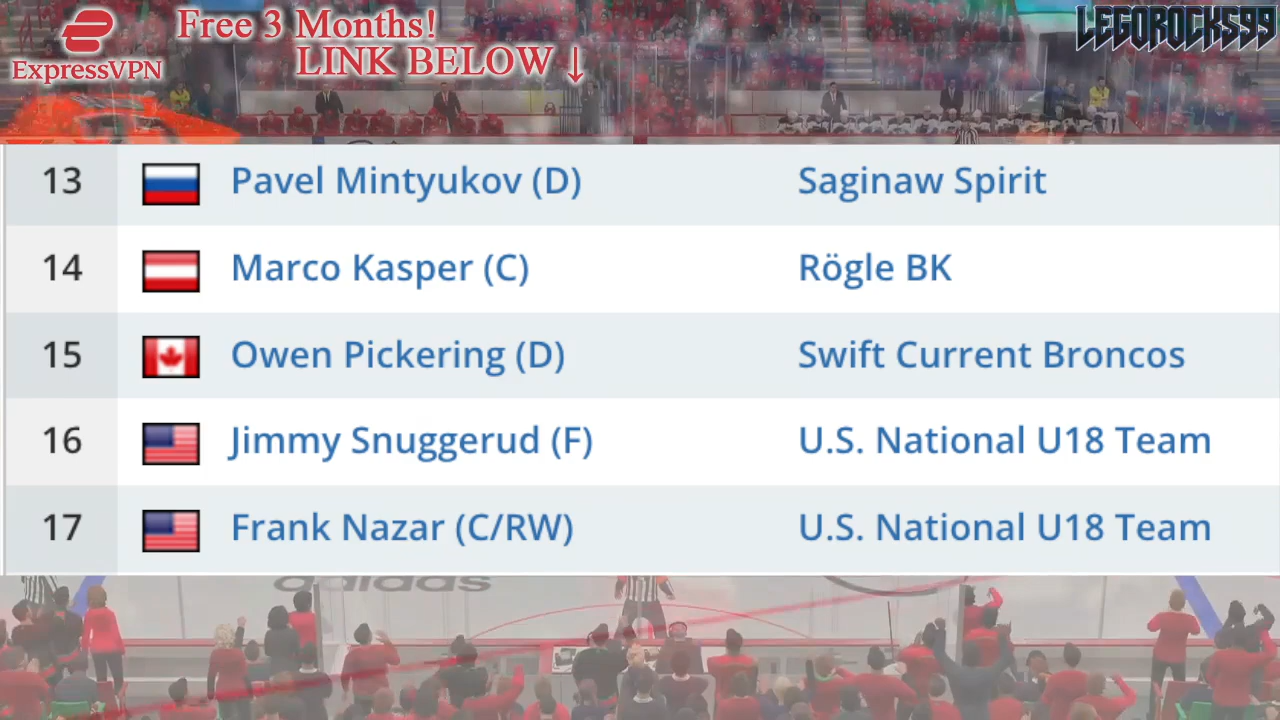 Free 3 Months!
LINK BELOW ↓
ExpressVPN
LEGOROCKS99
13 Pavel Mintyukov (D) Saginaw Spirit
14 Marco Kasper (C) Rögle BK
15 Owen Pickering (D) Swift Current Broncos
16 Jimmy Snuggerud (F) U.S. National U18 Team
17 Frank Nazar (C/RW) U.S. National U18 Team
adidas